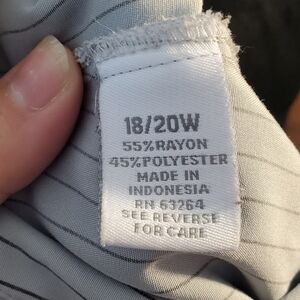 18/20W
55%RAYON
45%POLYESTER
MADE IN
INDONESIA
RN 63264
SEE REVERSE
FOR CARE